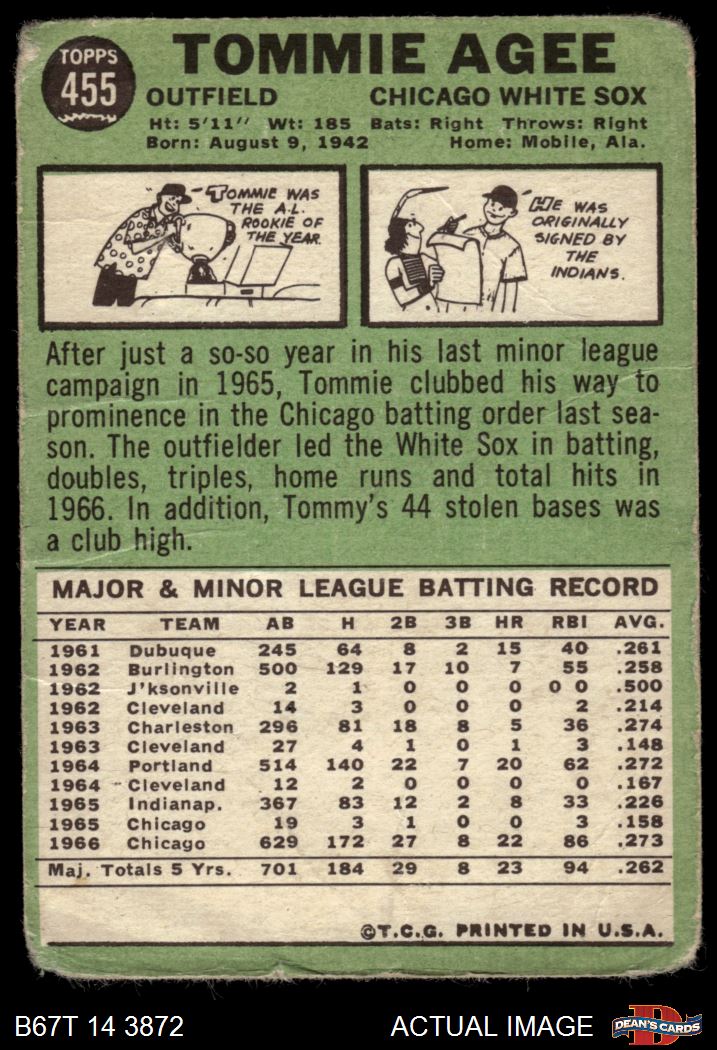 TOPPS
455
TOMMIE AGEE
OUTFIELD CHICAGO WHITE SOX
Ht: 5'11" Wt: 185 Bats: Right Throws: Right
Born: August 9, 1942 Home: Mobile, Ala.
TOMMIE WAS
THE A.L.
ROOKIE OF
THE YEAR.
HE WAS
ORIGINALLY
SIGNED BY
THE
INDIANS.
After just a so-so year in his last minor league
campaign in 1965, Tommie clubbed his way to
prominence in the Chicago batting order last sea-
son. The outfielder led the White Sox in batting,
doubles, triples, home runs and total hits in
1966. In addition, Tommy's 44 stolen bases was
a club high.
MAJOR & MINOR LEAGUE BATTING RECORD
YEAR TEAM AB H 2B 3B HR RBI AVG.
1961 Dubuque 245 64 8 2 15 40 .261
1962 Burlington 500 129 17 10 7 55 .258
1962 J'ksonville 2 1 0 0 0 0 0 .500
1962 Cleveland 14 3 0 0 0 2 .214
1963 Charleston 296 81 18 8 5 36 .274
1963 Cleveland 27 4 1 0 1 3 .148
1964 Portland 514 140 22 7 20 62 .272
1964 Cleveland 12 2 0 0 0 0 .167
1965 Indianap. 367 83 12 2 8 33 .226
1965 Chicago 19 3 1 0 0 3 .158
1966 Chicago 629 172 27 8 22 86 .273
Maj. Totals 5 Yrs. 701 184 29 8 23 94 .262
©T.C.G. PRINTED IN U.S.A.
B67T 14 3872 ACTUAL IMAGE
D
DEAN'S CARDS